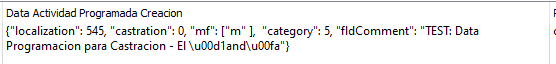 Data Actividad Programada Creacion
{"localization": 545, "castration": 0, "mf": ["m" ],  "category": 5, "fldComment": "TEST: Data
Programacion para Castracion - El \u00d1and\u00fa"}